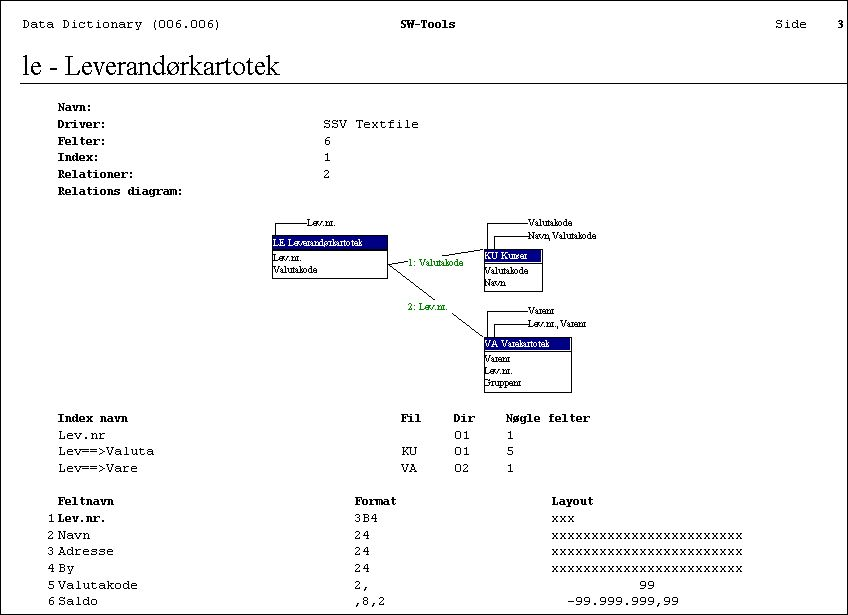 Data Dictionary (006.006) SW-Tools Side 3
le - Leverandørkartotek
Navn:
Driver: SSV Textfile
Felter: 6
Index: 1
Relationer: 2
Relations diagram:
Lev.nr.
LE Leverandørkartotek
Lev.nr.
Valutakode
1: Valutakode
2: Lev.nr.
Valutakode
Navn,Valutakode
KU Kurser
Valutakode
Navn
Varenr
Lev.nr., Varenr
VA Varekartotek
Varenr
Lev.nr.
Gruppenr
Index navn Fil Dir Nøgle felter
Lev.nr 01 1
Lev==>Valuta KU 01 5
Lev==>Vare VA 02 1
Feltnavn Format Layout
1 Lev.nr. 3B4 xxx
2 Navn 24 xxxxxxxxxxxxxxxxxxxxxxxx
3 Adresse 24 xxxxxxxxxxxxxxxxxxxxxxxx
4 By 24 xxxxxxxxxxxxxxxxxxxxxxxx
5 Valutakode 2, 99
6 Saldo ,8,2 -99.999.999,99